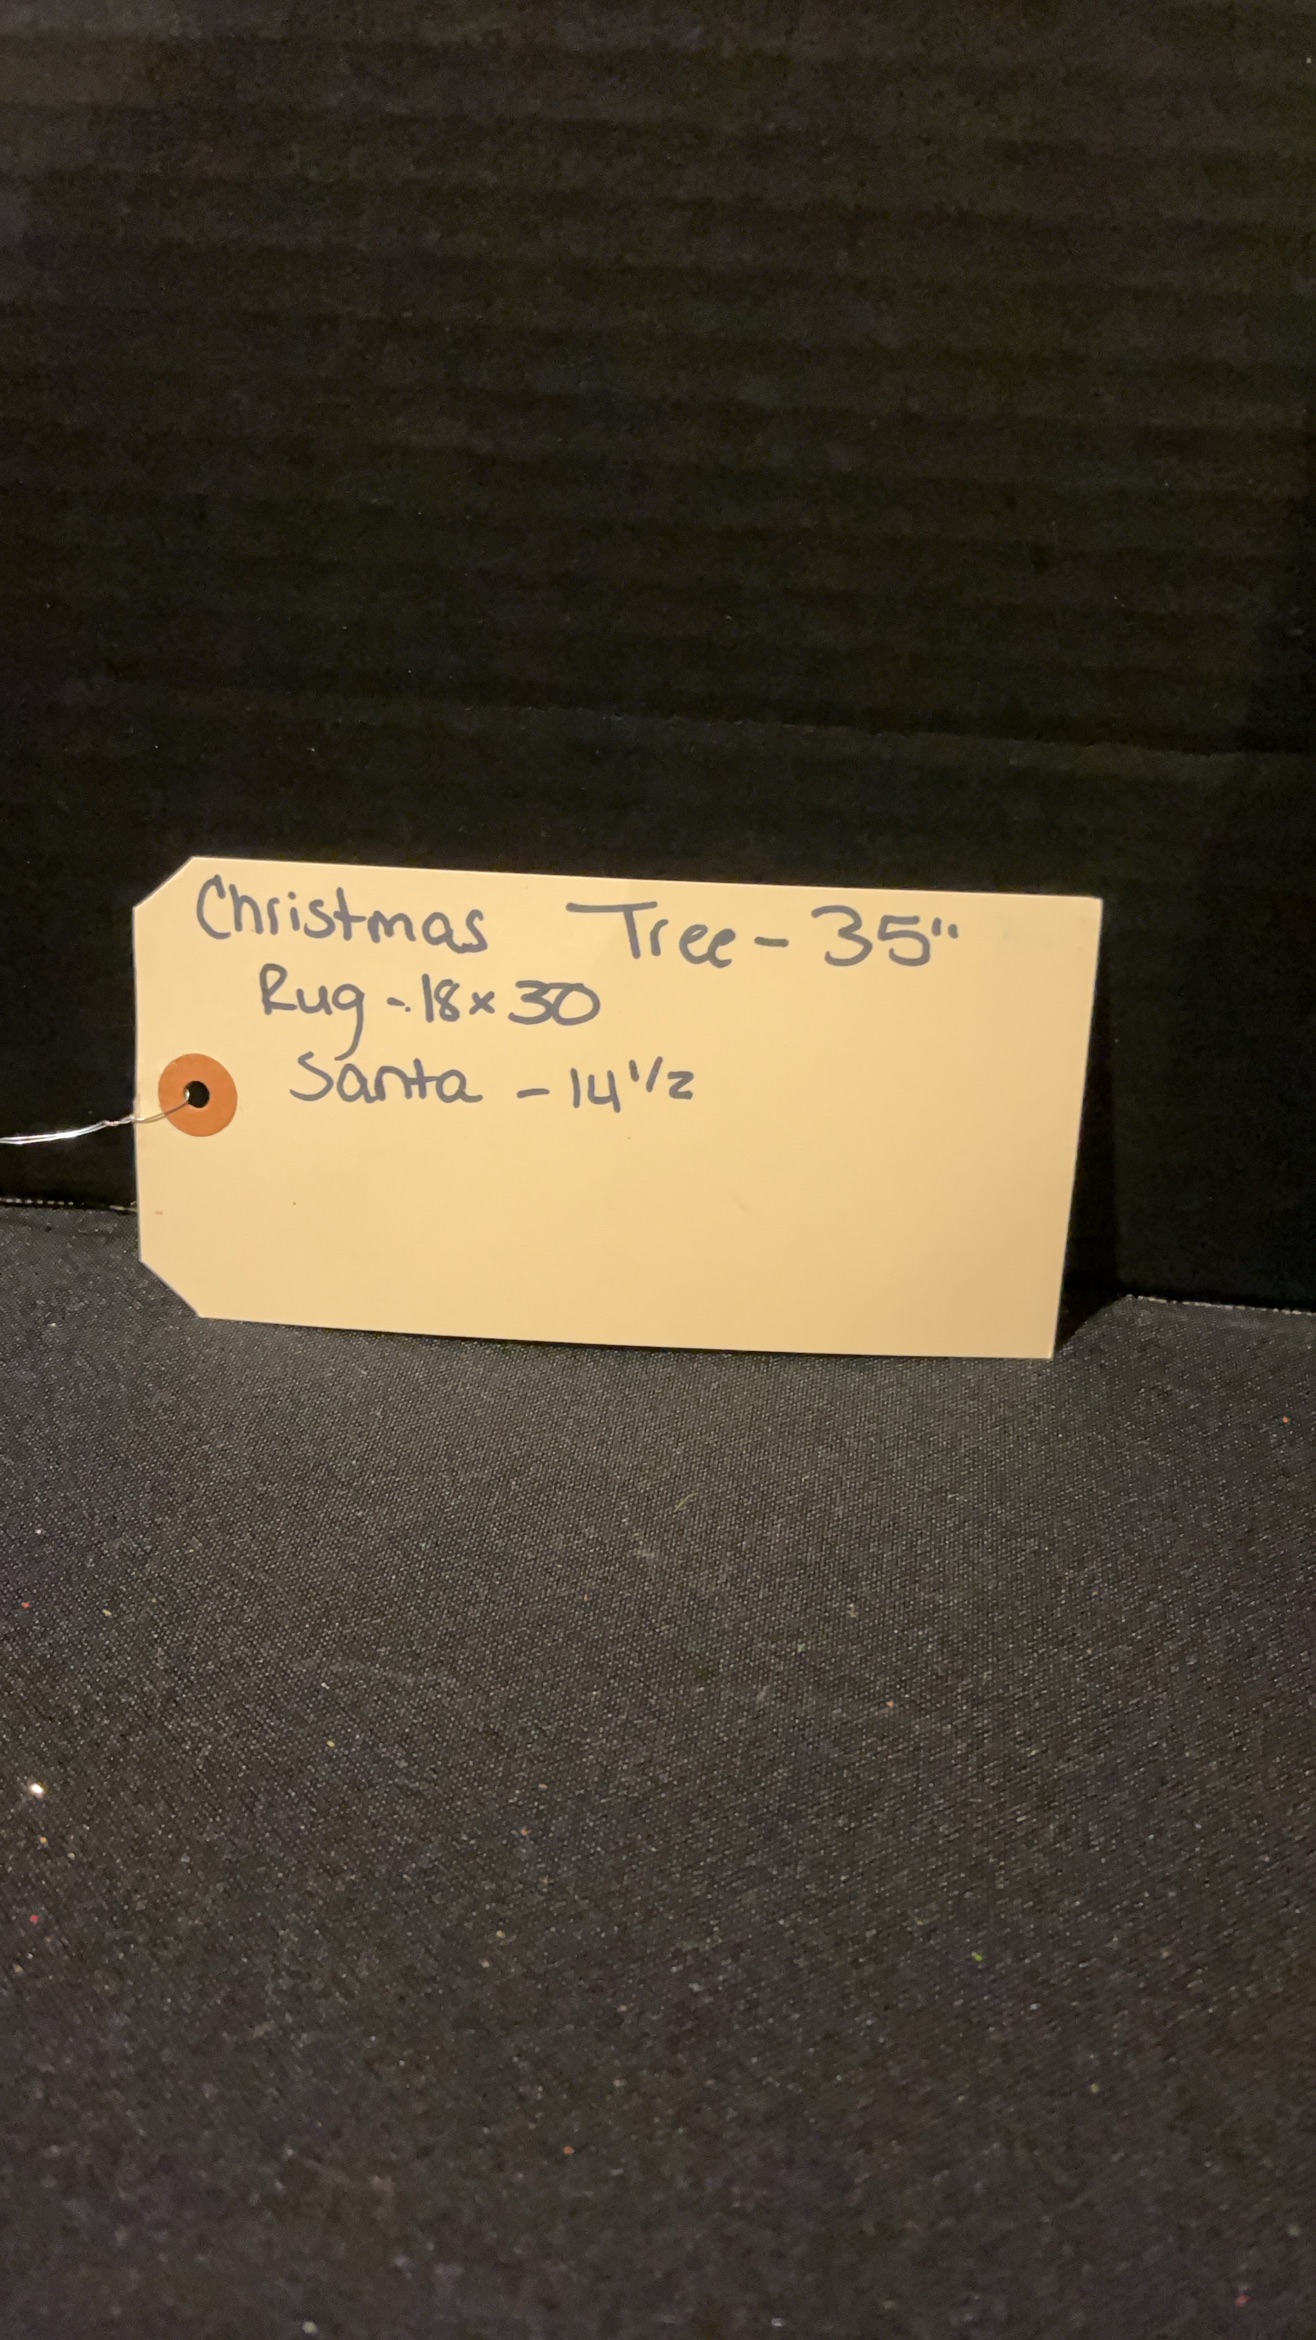 Christmas Tree - 35"
Rug - 18 x 30
Santa - 14 1/2